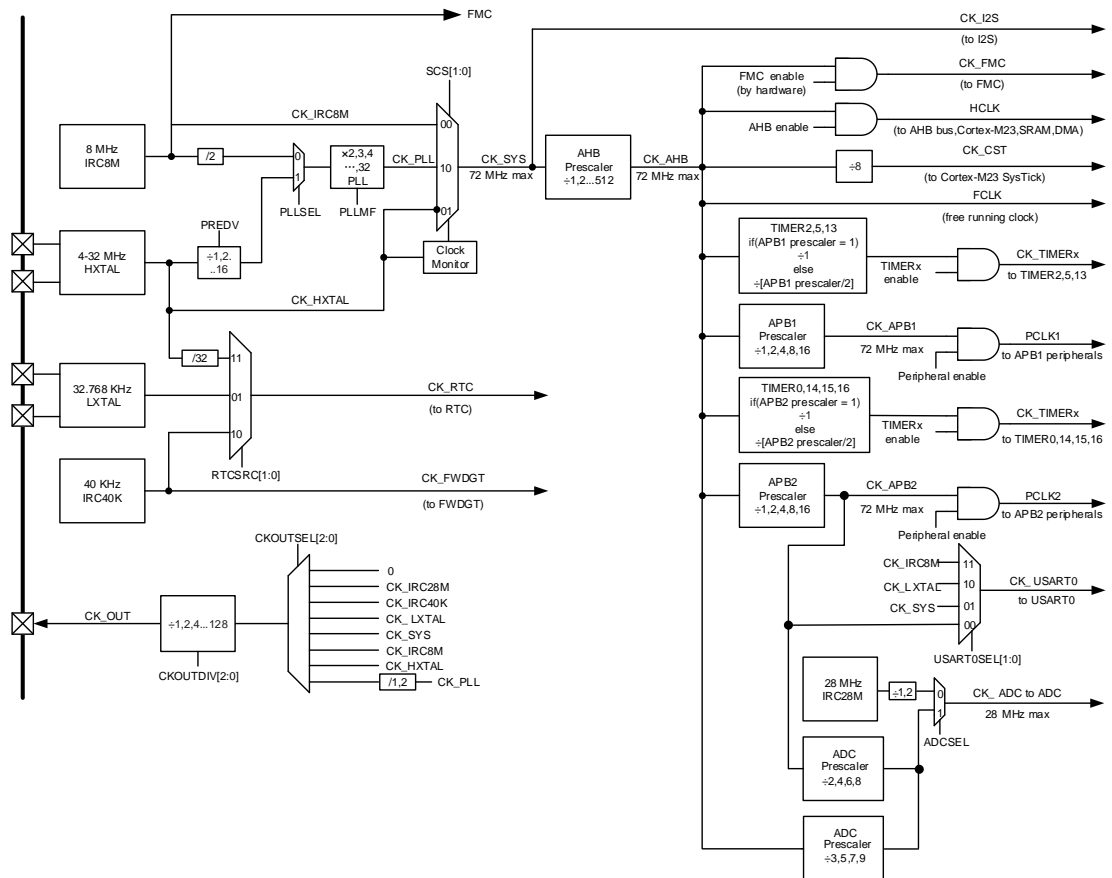 FMC
CK_I2S
(to I2S)
SCS[1:0]
FMC enable
(by hardware)
CK_FMC
(to FMC)
CK_IRC8M
00
AHB enable
HCLK
(to AHB bus,Cortex-M23,SRAM,DMA)
8 MHz
IRC8M
/2
0
1
×2,3,4
…,32
PLL
CK_PLL
10
CK_SYS
72 MHz max
AHB
Prescaler
÷1,2...512
CK_AHB
72 MHz max
÷8
CK_CST
(to Cortex-M23 SysTick)
PLLSEL
PLLMF
01
FCLK
(free running clock)
PREDV
4-32 MHz
HXTAL
÷1,2.
..16
Clock
Monitor
TIMER2,5,13
if(APB1 prescaler = 1)
÷1
else
÷[APB1 prescaler/2]
TIMERx
enable
CK_TIMERx
to TIMER2,5,13
CK_HXTAL
APB1
Prescaler
÷1,2,4,8,16
CK_APB1
72 MHz max
PCLK1
to APB1 peripherals
Peripheral enable
/32
11
32.768 KHz
LXTAL
01
CK_RTC
(to RTC)
TIMER0,14,15,16
if(APB2 prescaler = 1)
÷1
else
÷[APB2 prescaler/2]
TIMERx
enable
CK_TIMERx
to TIMER0,14,15,16
10
RTCSRC[1:0]
40 KHz
IRC40K
CK_FWDGT
(to FWDGT)
APB2
Prescaler
÷1,2,4,8,16
CK_APB2
72 MHz max
PCLK2
to APB2 peripherals
Peripheral enable
CKOUTSEL[2:0]
0
CK_IRC28M
CK_IRC40K
CK_ LXTAL
CK_SYS
CK_IRC8M
CK_HXTAL
/1,2
CK_PLL
CK_OUT
÷1,2,4...128
CKOUTDIV[2:0]
CK_IRC8M
11
CK_LXTAL
10
CK_SYS
01
00
CK_USART0
to USART0
USART0SEL[1:0]
28 MHz
IRC28M
÷1,2
0
1
CK_ ADC to ADC
28 MHz max
ADCSEL
ADC
Prescaler
÷2,4,6,8
ADC
Prescaler
÷3,5,7,9